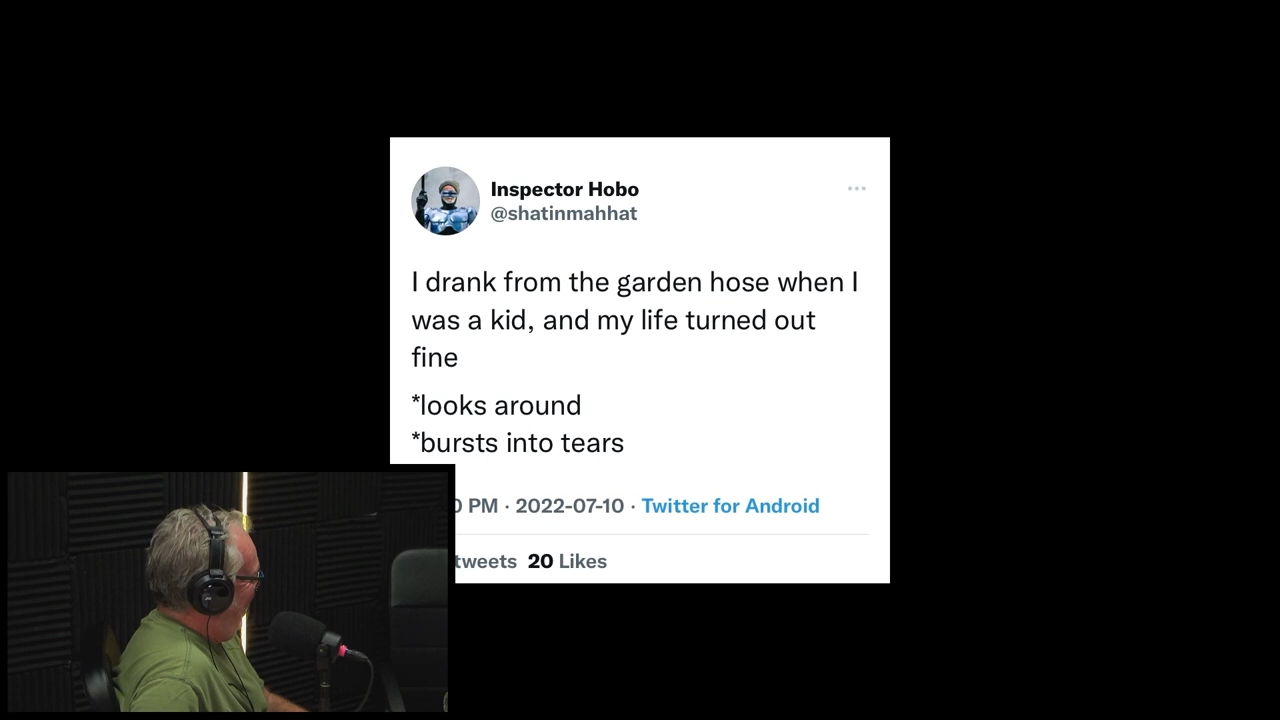 Inspector Hobo
@shatinmahhat
I drank from the garden hose when I
was a kid, and my life turned out
fine
*looks around
*bursts into tears
PM · 2022-07-10 · Twitter for Android
20 Likes